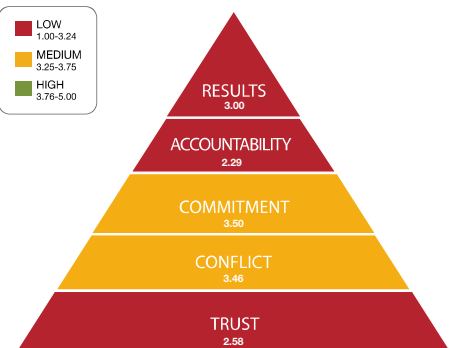 LOW
1.00-3.24
MEDIUM
3.25-3.75
HIGH
3.76-5.00
RESULTS
3.00
ACCOUNTABILITY
2.29
COMMITMENT
3.50
CONFLICT
3.46
TRUST
2.58